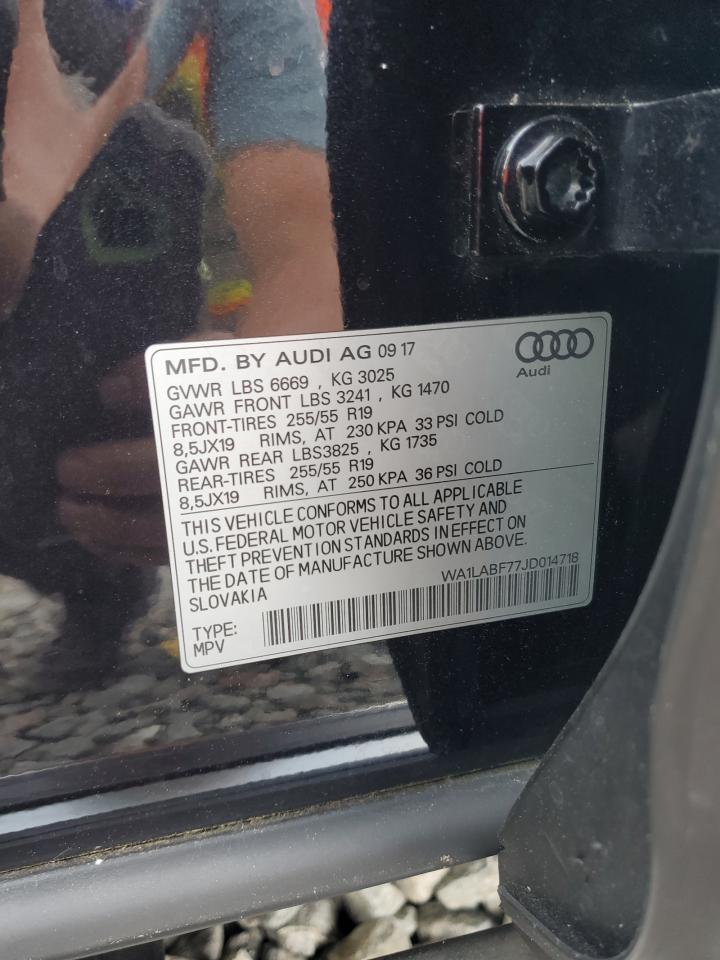 MFD. BY AUDI AG 09 17
Audi
GVWR LBS 6669 , KG 3025
GAWR FRONT LBS 3241 , KG 1470
FRONT-TIRES 255/55 R19
8,5JX19 RIMS, AT 230 KPA 33 PSI COLD
GAWR REAR LBS3825 , KG 1735
REAR-TIRES 255/55 R19
8,5JX19 RIMS, AT 250 KPA 36 PSI COLD
THIS VEHICLE CONFORMS TO ALL APPLICABLE
U.S. FEDERAL MOTOR VEHICLE SAFETY AND
THEFT PREVENTION STANDARDS IN EFFECT ON
THE DATE OF MANUFACTURE SHOWN ABOVE.
SLOVAKIA
WA1LABF77JD014718
TYPE:
MPV